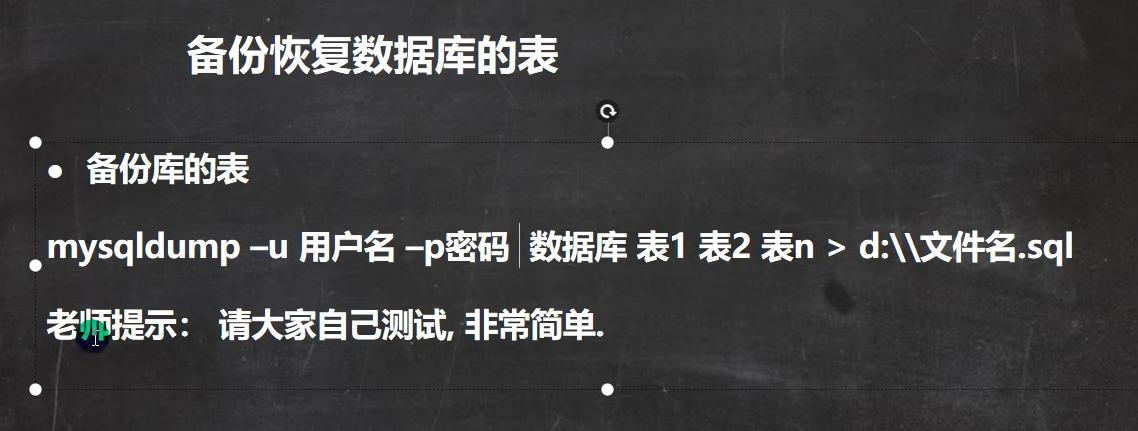 备份恢复数据库的表
● 备份库的表
mysqldump –u 用户名 –p密码 数据库 表1 表2 表n > d:\\文件名.sql
老师提示： 请大家自己测试, 非常简单.